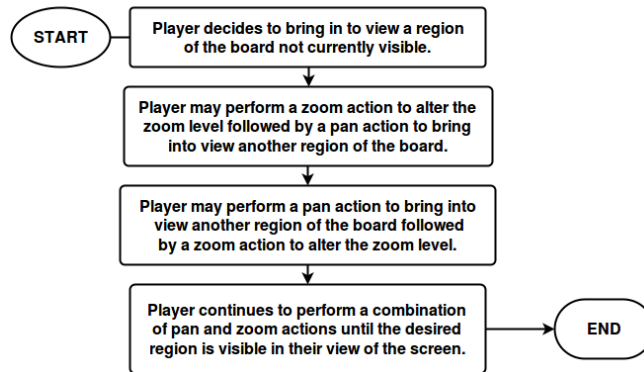 START
Player decides to bring in to view a region
of the board not currently visible.
Player may perform a zoom action to alter the
zoom level followed by a pan action to bring
into view another region of the board.
Player may perform a pan action to bring into
view another region of the board followed
by a zoom action to alter the zoom level.
Player continues to perform a combination
of pan and zoom actions until the desired
region is visible in their view of the screen.
END